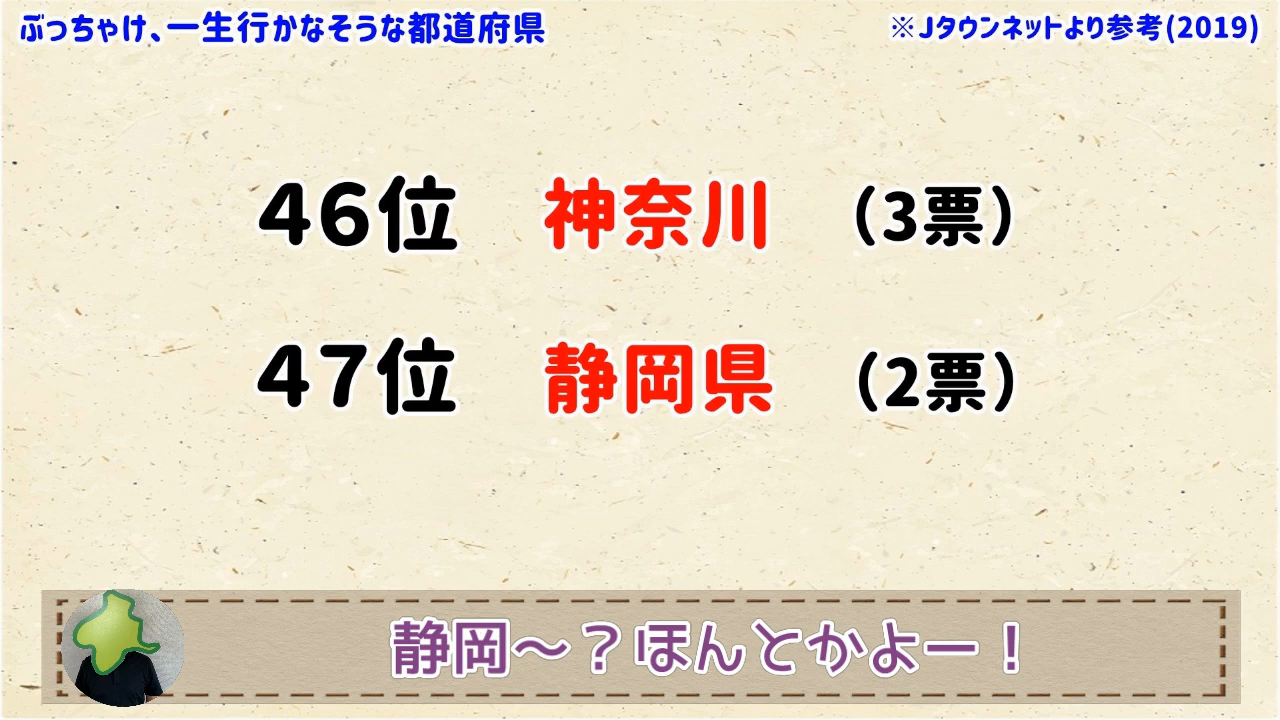 ぶっちゃけ、一生行かなそうな都道府県
※Jタウンネットより参考(2019)
46位 神奈川 (3票)
47位 静岡県 (2票)
静岡〜?ほんとかよー!